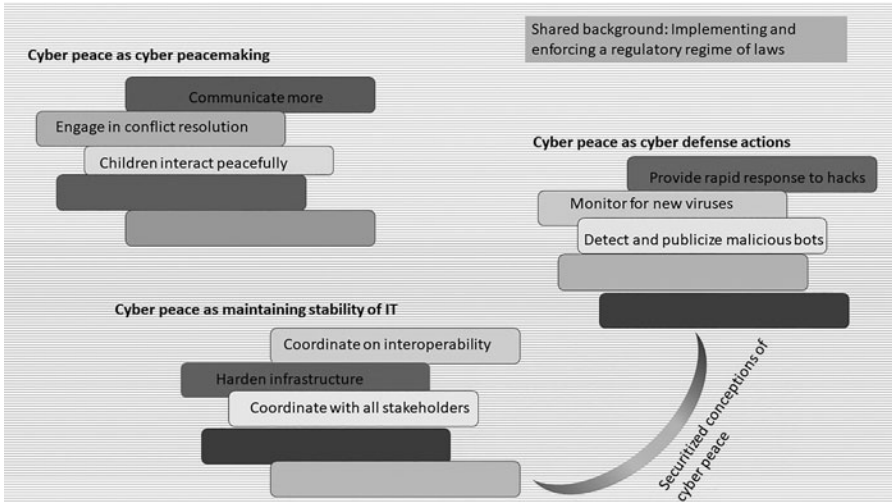 Shared background: Implementing and
enforcing a regulatory regime of laws
Cyber peace as cyber peacemaking
Communicate more
Engage in conflict resolution
Children interact peacefully
Cyber peace as cyber defense actions
Provide rapid response to hacks
Monitor for new viruses
Detect and publicize malicious bots
Cyber peace as maintaining stability of IT
Coordinate on interoperability
Harden infrastructure
Coordinate with all stakeholders
Securitized conceptions of
cyber peace